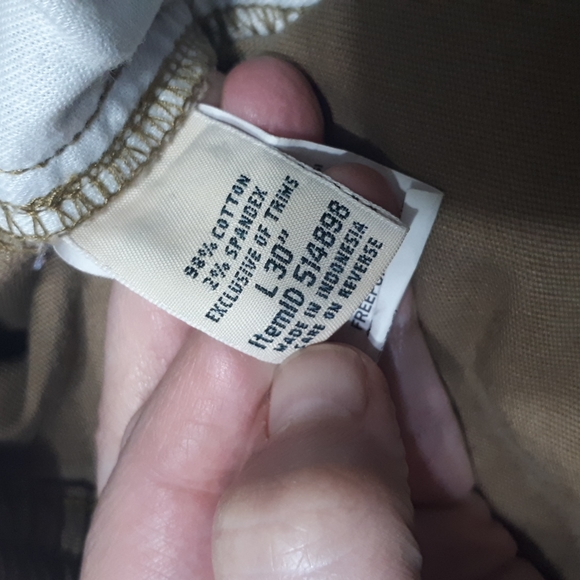 98% COTTON
2% SPANDEX
EXCLUSIVE OF TRIMS
L 30"
ItemID 514898
MADE IN INDONESIA
CARE ON REVERSE